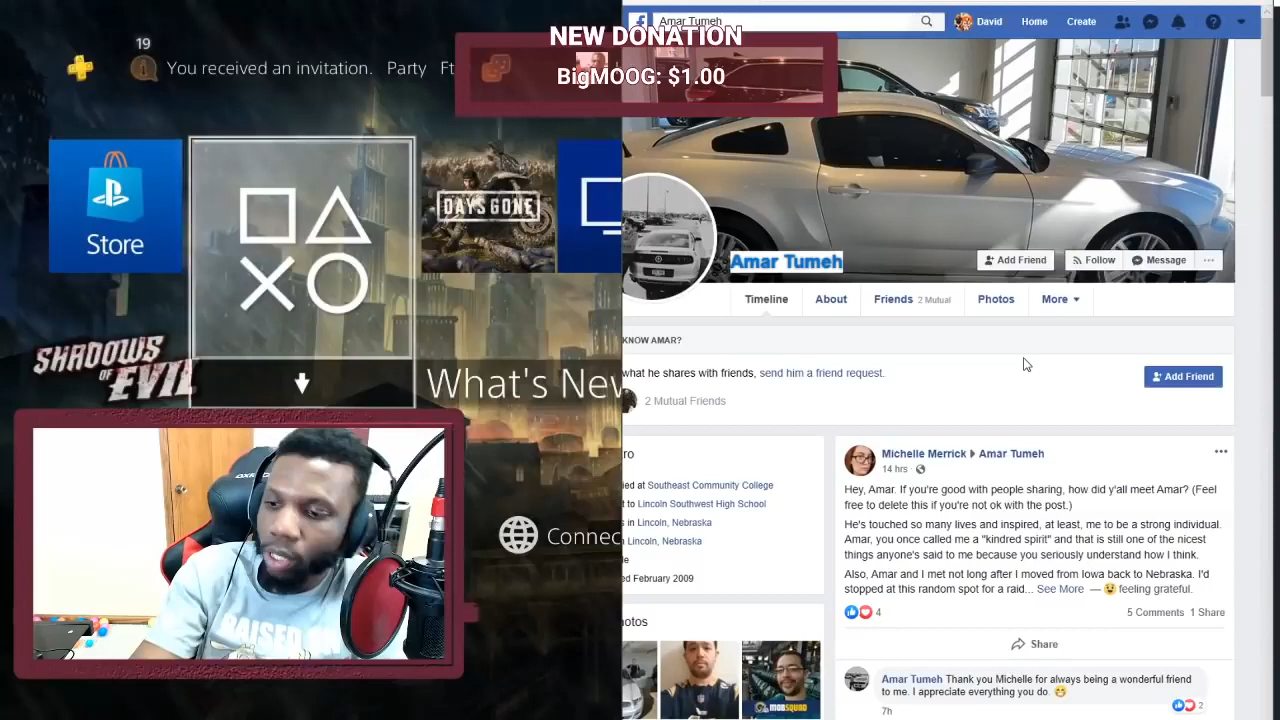 NEW DONATION
BigMOOG: $1.00
19
You received an invitation. Party
Store
DAYS GONE
SHADOWS
OF
EVIL
What's New
Connec
Amar Tumeh
David
Home
Create
Amar Tumeh
Add Friend
Follow
Message
Timeline
About
Friends 2 Mutual
Photos
More
KNOW AMAR?
what he shares with friends, send him a friend request.
Add Friend
2 Mutual Friends
ro
ied at Southeast Community College
t to Lincoln Southwest High School
s in Lincoln, Nebraska
Lincoln, Nebraska
le
ed February 2009
hotos
MOBSQUAD
Michelle Merrick Amar Tumeh
14 hrs ·
Hey, Amar. If you're good with people sharing, how did y'all meet Amar? (Feel
free to delete this if you're not ok with the post.)
He's touched so many lives and inspired, at least, me to be a strong individual.
Amar, you once called me a "kindred spirit" and that is still one of the nicest
things anyone's said to me because you seriously understand how I think.
Also, Amar and I met not long after I moved from Iowa back to Nebraska. I'd
stopped at this random spot for a raid... See More — feeling grateful.
4
5 Comments 1 Share
Share
Amar Tumeh Thank you Michelle for always being a wonderful friend
to me. I appreciate everything you do.
2
7h